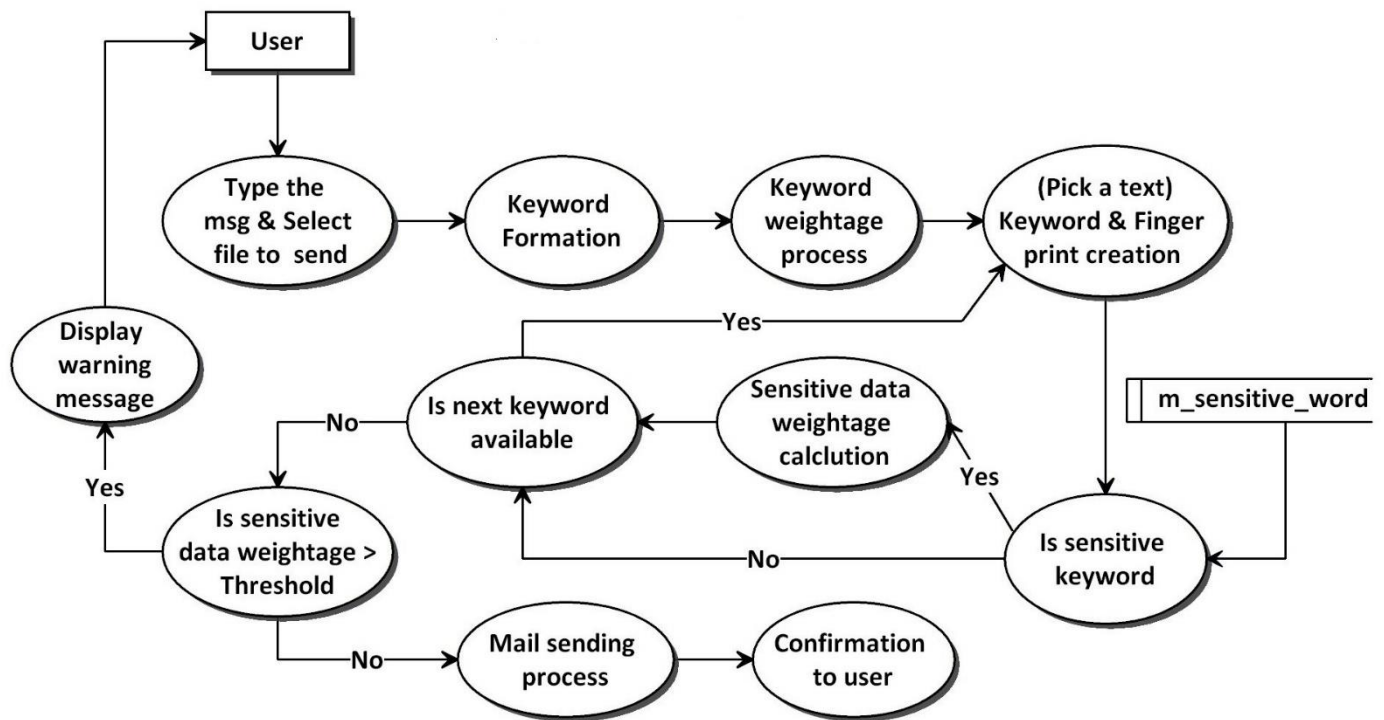 User
Type the
msg & Select
file to send
Keyword
Formation
Keyword
weightage
process
(Pick a text)
Keyword & Finger
print creation
Yes
Display
warning
message
Is next keyword
available
Sensitive data
weightage
calclution
m_sensitive_word
No
Yes
Yes
Is sensitive
data weightage >
Threshold
No
Is sensitive
keyword
No
Mail sending
process
Confirmation
to user